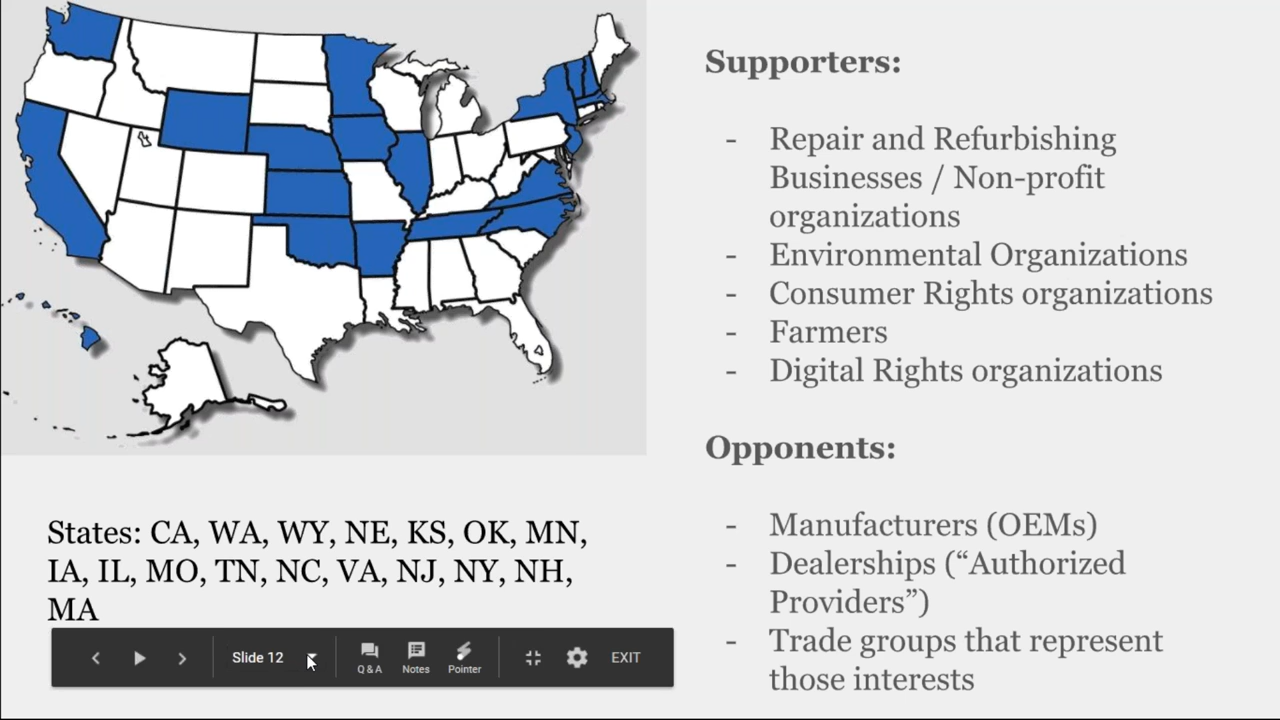 Supporters:
- Repair and Refurbishing
Businesses / Non-profit
organizations
- Environmental Organizations
- Consumer Rights organizations
- Farmers
- Digital Rights organizations
Opponents:
- Manufacturers (OEMs)
- Dealerships (“Authorized
Providers”)
- Trade groups that represent
those interests
States: CA, WA, WY, NE, KS, OK, MN,
IA, IL, MO, TN, NC, VA, NJ, NY, NH,
MA
Slide 12
Q & A
Notes
Pointer
EXIT